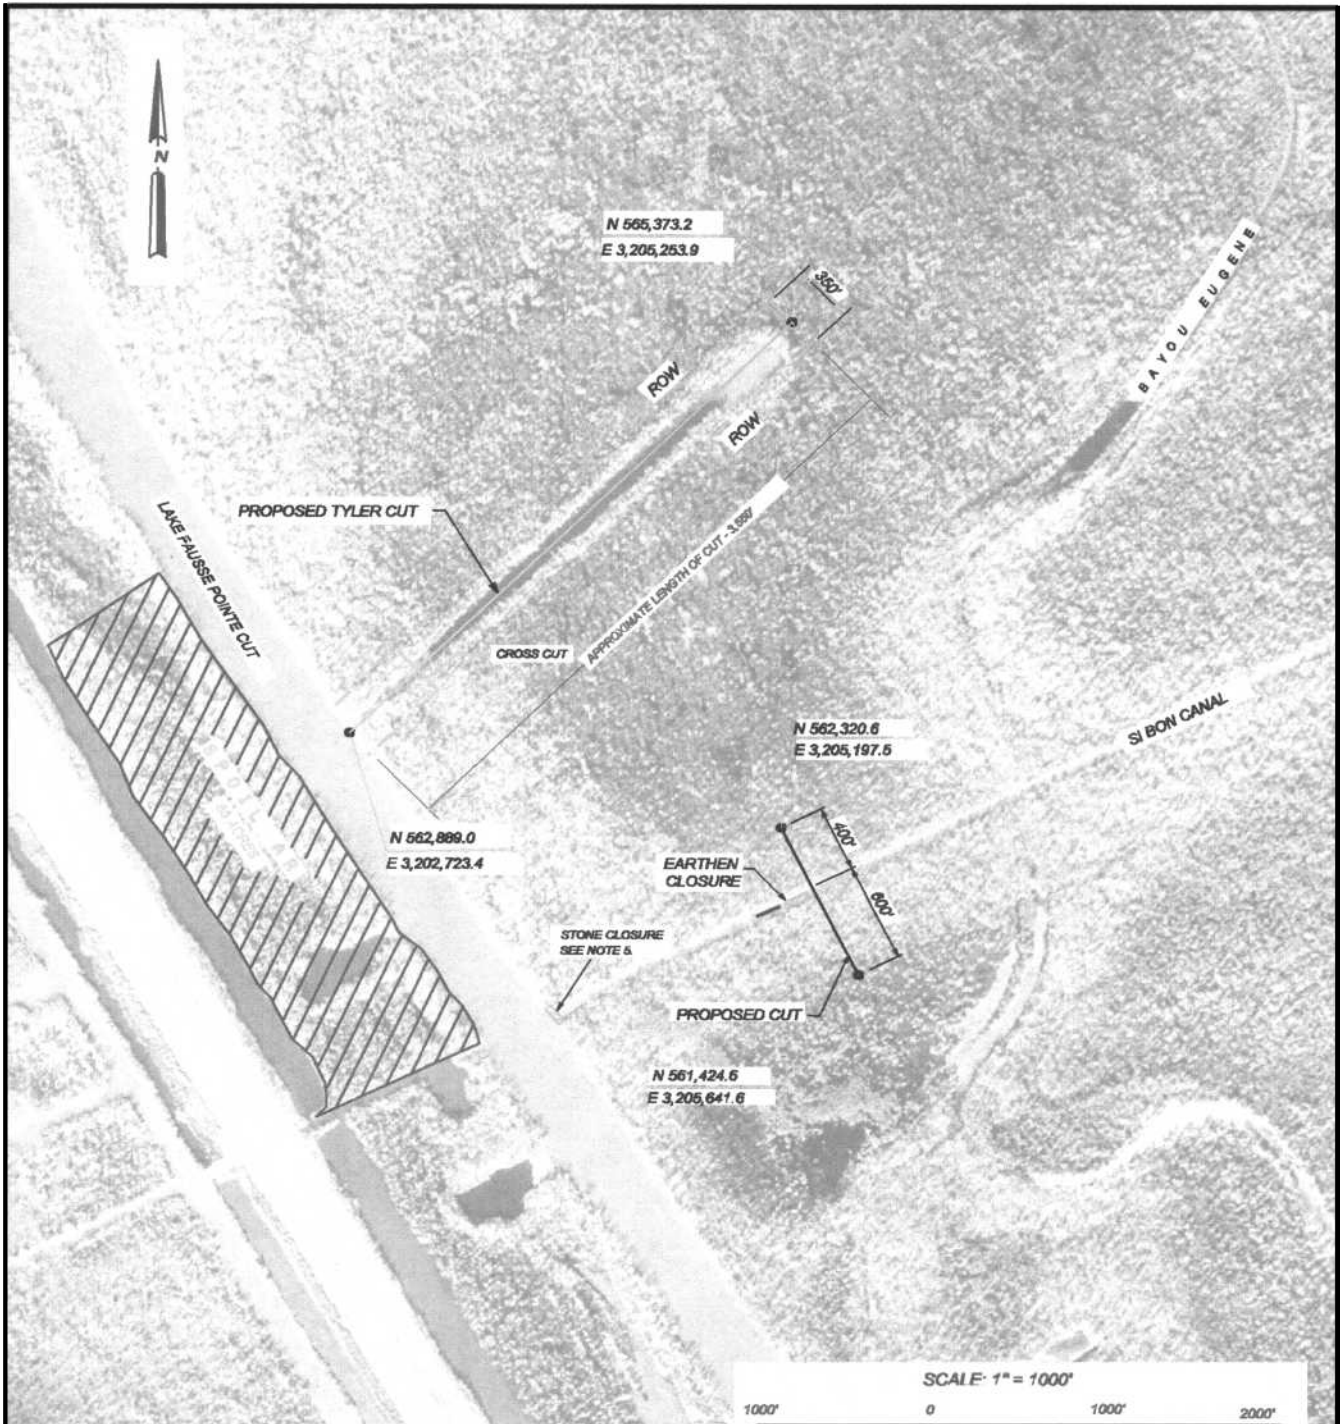 N
N 565,373.2
E 3,205,253.9
350'
BAYOU EUGENE
ROW
ROW
PROPOSED TYLER CUT
LAKE FAUSSE POINTE CUT
APPROXIMATE LENGTH OF CUT - 3,550'
CROSS CUT
SI BON CANAL
N 562,320.6
E 3,205,197.5
N 562,889.0
E 3,202,723.4
400'
EARTHEN
CLOSURE
600'
STONE CLOSURE
SEE NOTE 5.
PROPOSED CUT
N 561,424.6
E 3,205,641.6
SCALE: 1" = 1000'
1000' 0 1000' 2000'